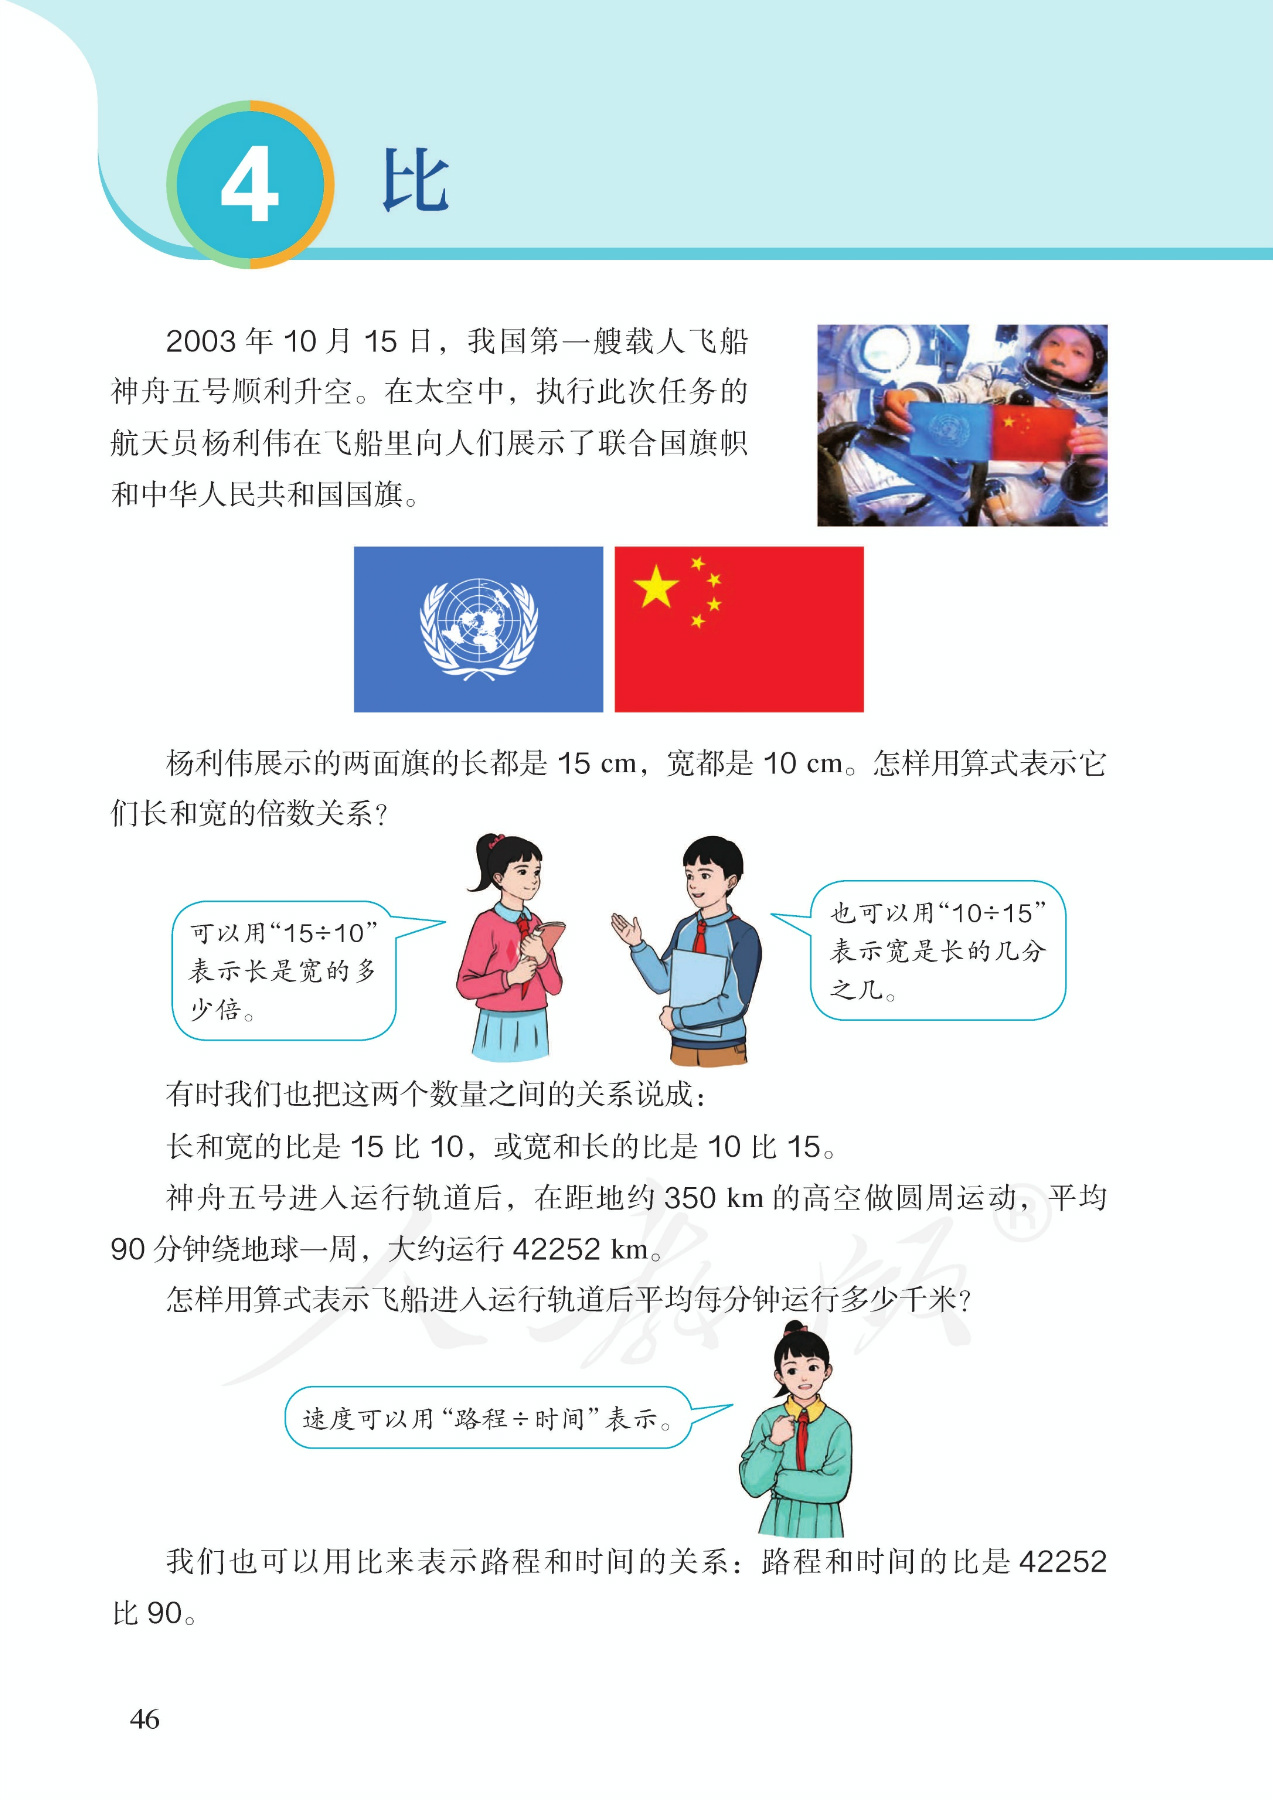 4
比
2003 年 10 月 15 日，我国第一艘载人飞船
神舟五号顺利升空。在太空中，执行此次任务的
航天员杨利伟在飞船里向人们展示了联合国旗帜
和中华人民共和国国旗。
杨利伟展示的两面旗的长都是 15 cm，宽都是 10 cm。怎样用算式表示它
们长和宽的倍数关系？
可以用“15÷10”
表示长是宽的多
少倍。
也可以用“10÷15”
表示宽是长的几分
之几。
有时我们也把这两个数量之间的关系说成：
长和宽的比是 15 比 10，或宽和长的比是 10 比 15。
神舟五号进入运行轨道后，在距地约 350 km 的高空做圆周运动，平均
90 分钟绕地球一周，大约运行 42252 km。
怎样用算式表示飞船进入运行轨道后平均每分钟运行多少千米？
人教版®
速度可以用“路程÷时间”表示。
我们也可以用比来表示路程和时间的关系：路程和时间的比是 42252
比 90。
46